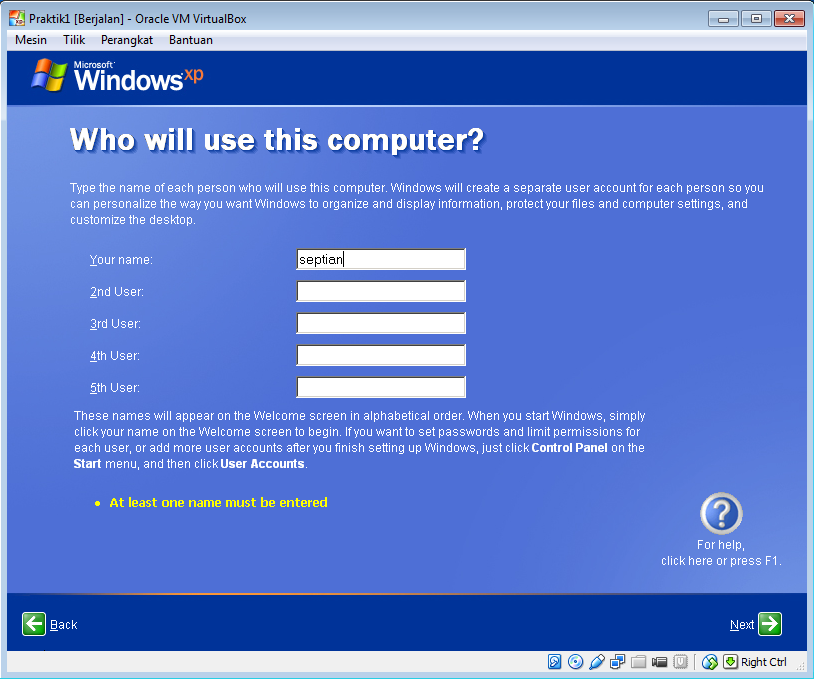 Praktik1 [Berjalan] - Oracle VM VirtualBox
Mesin Tilik Perangkat Bantuan
Microsoft
Windows xp
Who will use this computer?
Type the name of each person who will use this computer. Windows will create a separate user account for each person so you
can personalize the way you want Windows to organize and display information, protect your files and computer settings, and
customize the desktop.
Your name: septian
2nd User:
3rd User:
4th User:
5th User:
These names will appear on the Welcome screen in alphabetical order. When you start Windows, simply
click your name on the Welcome screen to begin. If you want to set passwords and limit permissions for
each user, or add more user accounts after you finish setting up Windows, just click Control Panel on the
Start menu, and then click User Accounts.
• At least one name must be entered
For help,
click here or press F1.
Back Next
Right Ctrl